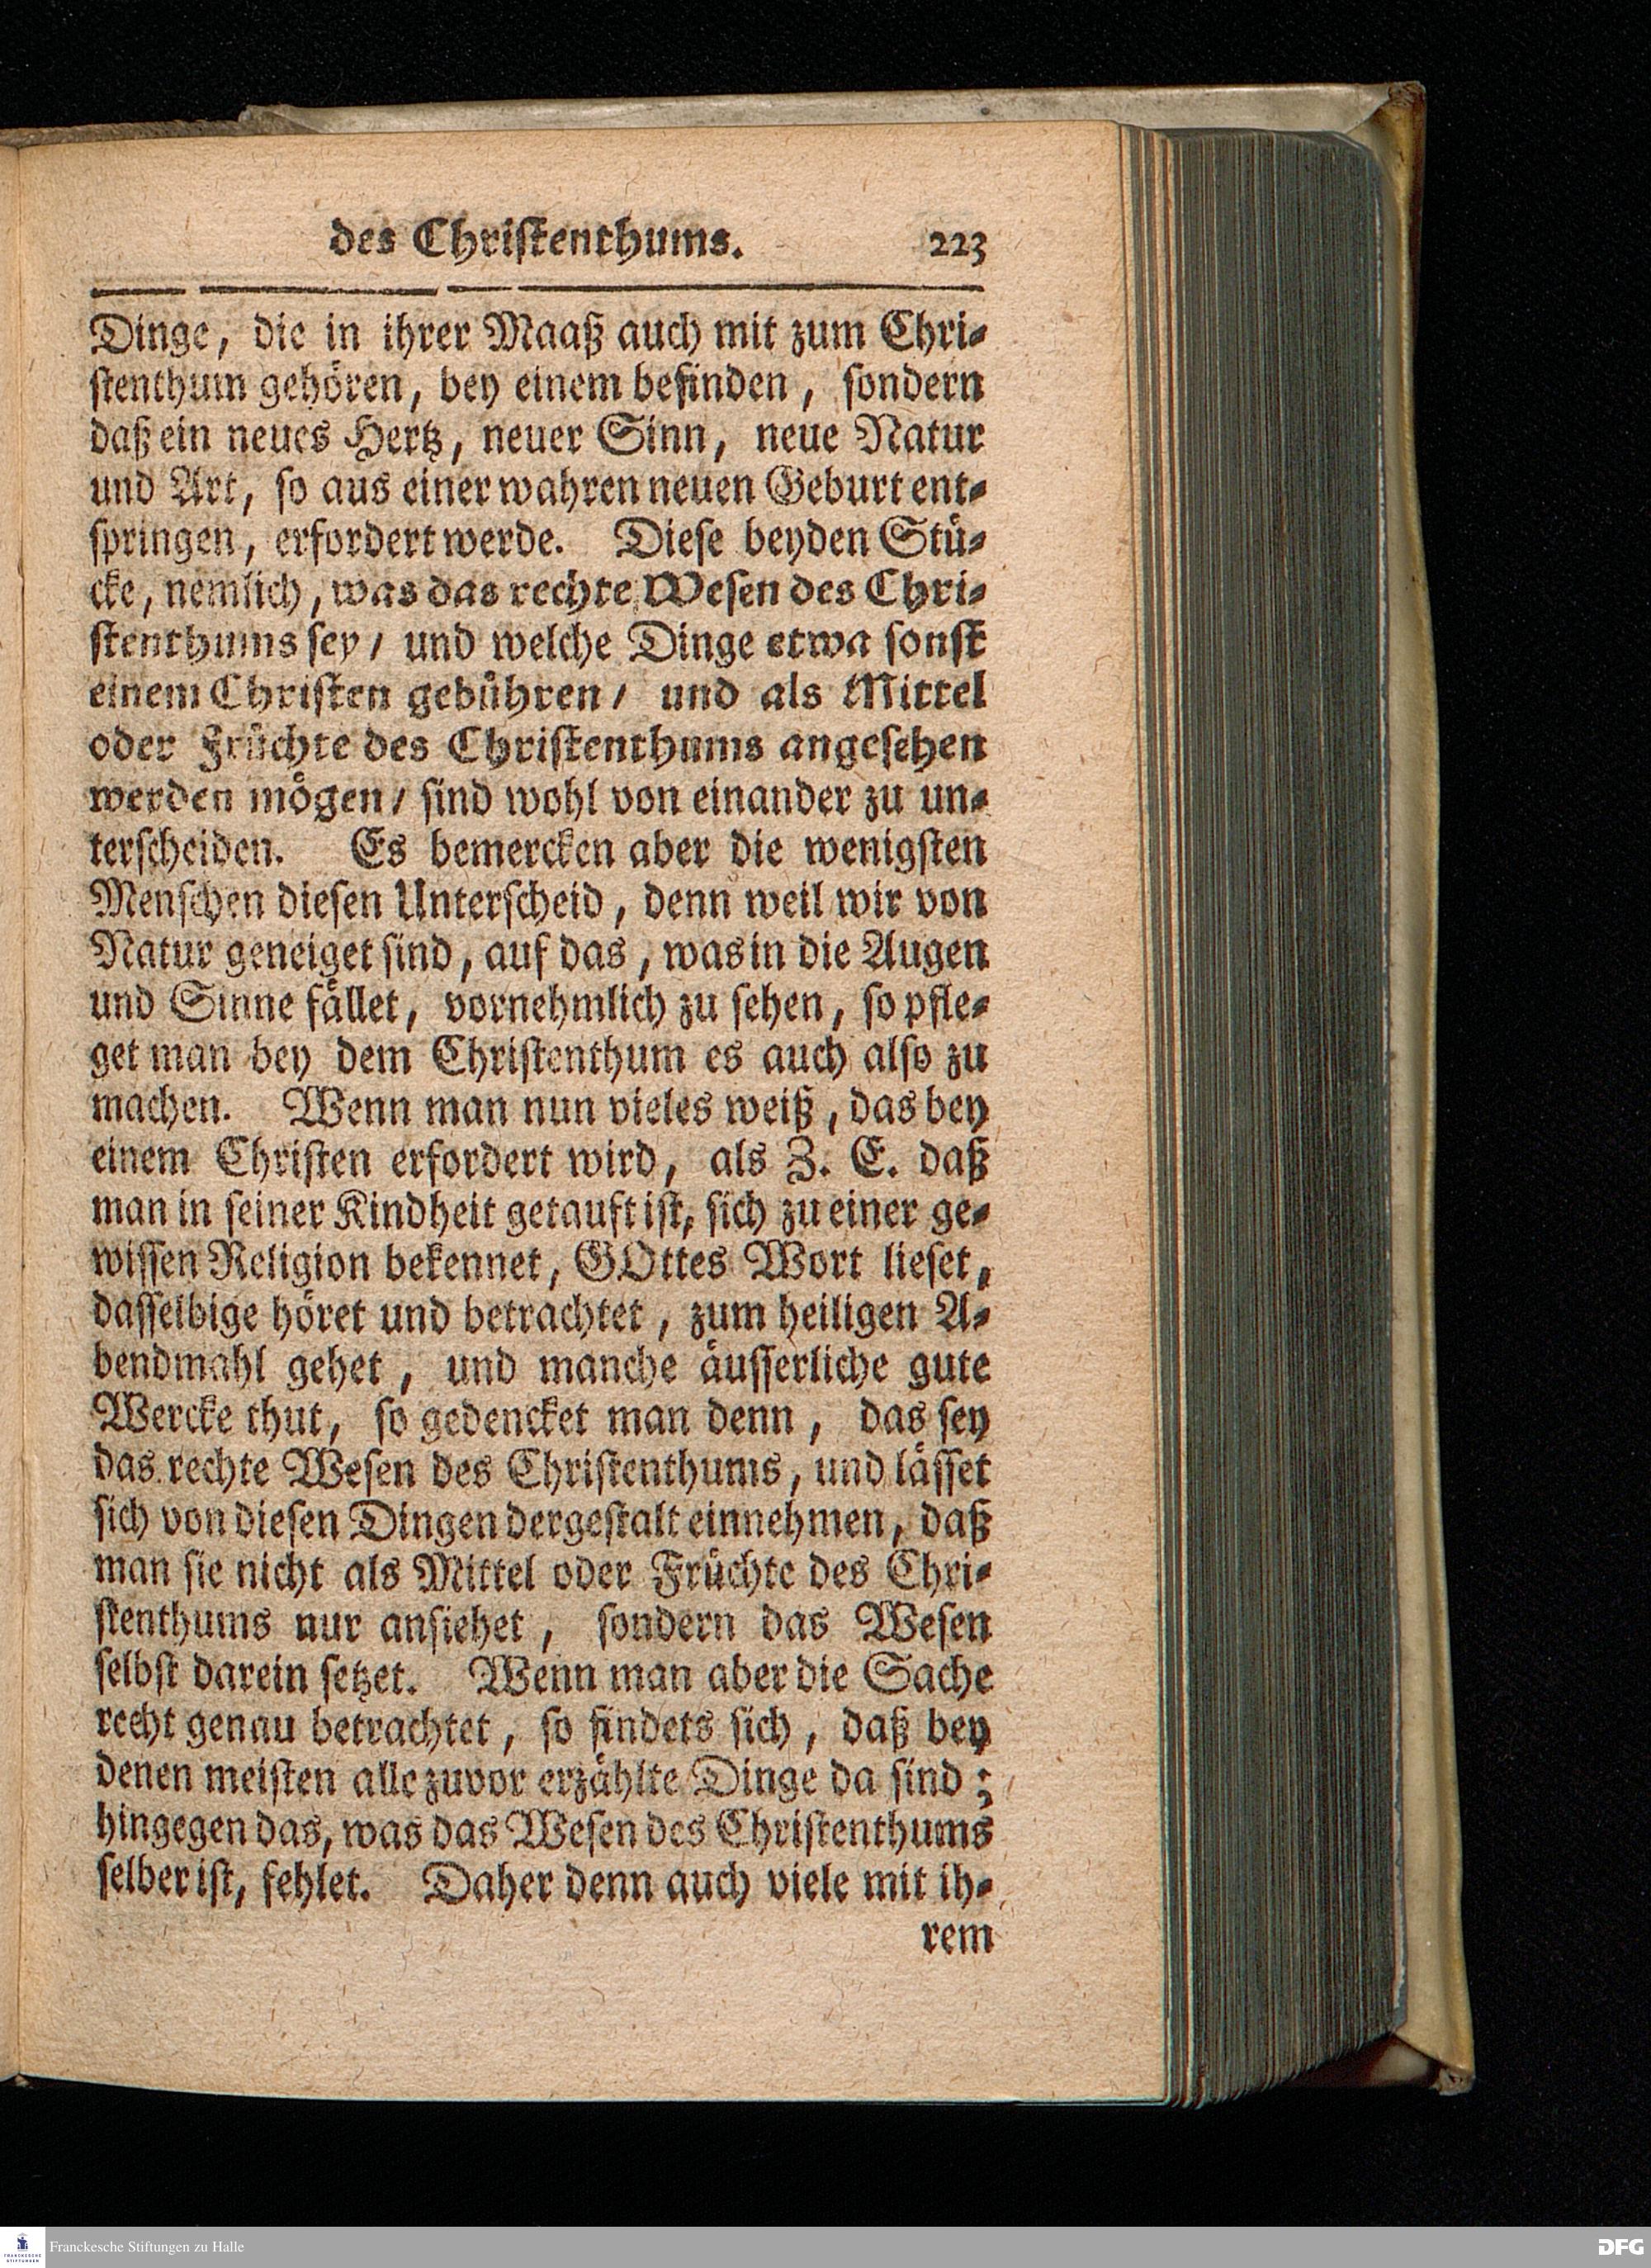 des Christenthums. 223
Dinge, die in ihrer Maaß auch mit zum Chri-
stenthum gehören, bey einem befinden, sondern
daß ein neues Hertz, neuer Sinn, neue Natur
und Art, so aus einer wahren neuen Geburt ent-
springen, erfordert werde. Diese beyden Stü-
cke, nemlich, was das rechte Wesen des Chri-
stenthums sey/ und welche Dinge etwa sonst
einem Christen gebühren/ und als Mittel
oder Früchte des Christenthums angesehen
werden mögen/ sind wohl von einander zu un-
terscheiden. Es bemercken aber die wenigsten
Menschen diesen Unterscheid, denn weil wir von
Natur geneiget sind, auf das, was in die Augen
und Sinne fället, vornehmlich zu sehen, so pfle-
get man bey dem Christenthum es auch also zu
machen. Wenn man nun vieles weiß, das bey
einem Christen erfordert wird, als Z. E. daß
man in seiner Kindheit getauft ist, sich zu einer ge-
wissen Religion bekennet, GOttes Wort lieset,
dasselbige höret und betrachtet, zum heiligen A-
bendmahl gehet, und manche äusserliche gute
Wercke thut, so gedencket man denn, das sey
das rechte Wesen des Christenthums, und lässet
sich von diesen Dingen dergestalt einnehmen, daß
man sie nicht als Mittel oder Früchte des Chri-
stenthums nur ansiehet, sondern das Wesen
selbst darein setzet. Wenn man aber die Sache
recht genau betrachtet, so findets sich, daß bey
denen meisten alle zuvor erzählte Dinge da sind;
hingegen das, was das Wesen des Christenthums
selber ist, fehlet. Daher denn auch viele mit ih-
rem
FRANCKESCHE STIFTUNGEN
Franckesche Stiftungen zu Halle
DFG